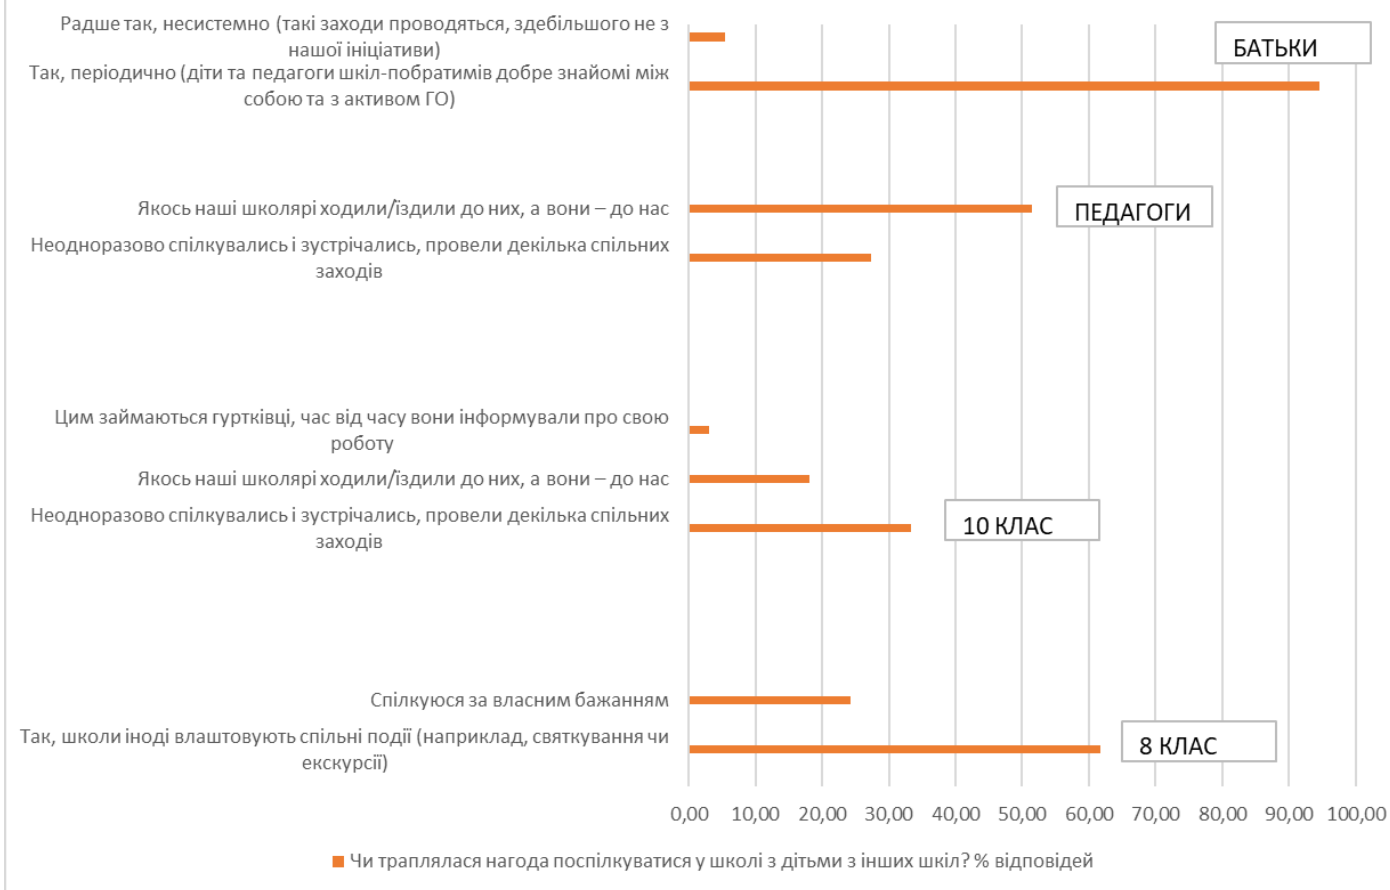 Радше так, несистемно (такі заходи проводяться, здебільшого не з
нашої ініціативи)
БАТЬКИ
Так, періодично (діти та педагоги шкіл-побратимів добре знайомі між
собою та з активом ГО)
Якось наші школярі ходили/їздили до них, а вони – до нас
ПЕДАГОГИ
Неодноразово спілкувались і зустрічались, провели декілька спільних
заходів
Цим займаються гуртківці, час від часу вони інформували про свою
роботу
Якось наші школярі ходили/їздили до них, а вони – до нас
Неодноразово спілкувались і зустрічались, провели декілька спільних
заходів
10 КЛАС
Спілкуюся за власним бажанням
Так, школи іноді влаштовують спільні події (наприклад, святкування чи
екскурсії)
8 КЛАС
0,00 10,00 20,00 30,00 40,00 50,00 60,00 70,00 80,00 90,00 100,00
Чи траплялася нагода поспілкуватися у школі з дітьми з інших шкіл? % відповідей